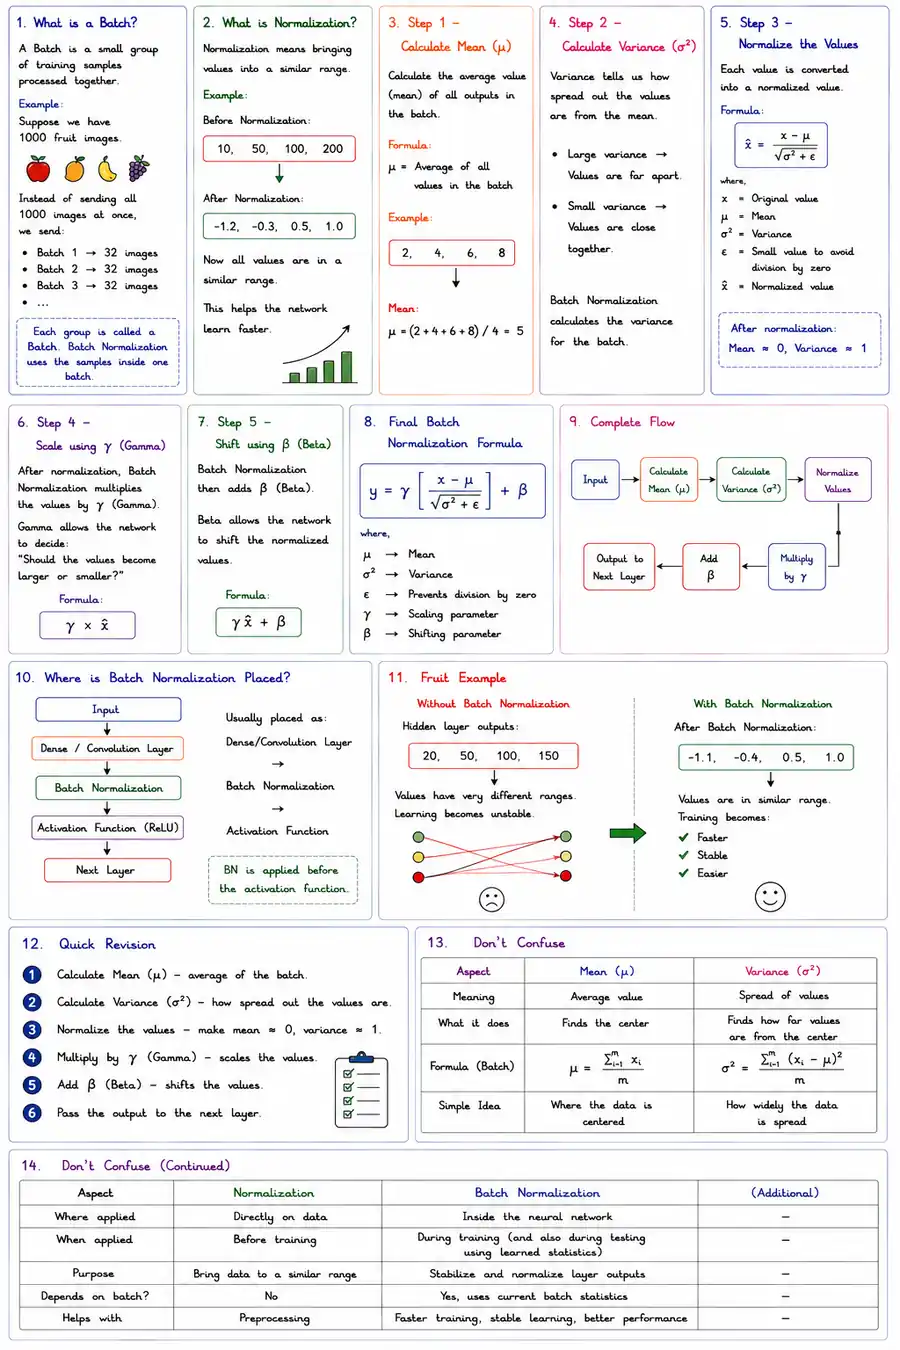 1. What is a Batch?
A Batch is a small group
of training samples
processed together.
Example:
Suppose we have
1000 fruit images.
Instead of sending all
1000 images at once,
we send:
• Batch 1 → 32 images
• Batch 2 → 32 images
• Batch 3 → 32 images
• ...
Each group is called a
Batch. Batch Normalization
uses the samples inside one
batch.
2. What is Normalization?
Normalization means bringing
values into a similar range.
Example:
Before Normalization:
10, 50, 100, 200
After Normalization:
-1.2, -0.3, 0.5, 1.0
Now all values are in a
similar range.
This helps the network
learn faster.
3. Step 1 –
Calculate Mean (μ)
Calculate the average value
(mean) of all outputs in
the batch.
Formula:
μ = Average of all
values in the batch
Example:
2, 4, 6, 8
Mean:
μ = (2 + 4 + 6 + 8) / 4 = 5
4. Step 2 –
Calculate Variance (σ²)
Variance tells us how
spread out the values
are from the mean.
• Large variance →
Values are far apart.
• Small variance →
Values are close
together.
Batch Normalization
calculates the variance
for the batch.
5. Step 3 –
Normalize the Values
Each value is converted
into a normalized value.
Formula:
x̂ = (x – μ) / √(σ² + ε)
where,
x = Original value
μ = Mean
σ² = Variance
ε = Small value to avoid
division by zero
x̂ = Normalized value
After normalization:
Mean ≈ 0, Variance ≈ 1
6. Step 4 –
Scale using γ (Gamma)
After normalization, Batch
Normalization multiplies
the values by γ (Gamma).
Gamma allows the network
to decide:
"Should the values become
larger or smaller?"
Formula:
γ × x̂
7. Step 5 –
Shift using β (Beta)
Batch Normalization
then adds β (Beta).
Beta allows the network
to shift the normalized
values.
Formula:
γ x̂ + β
8. Final Batch
Normalization Formula
y = γ [ (x – μ) / √(σ² + ε) ] + β
where,
μ → Mean
σ² → Variance
ε → Prevents division by zero
γ → Scaling parameter
β → Shifting parameter
9. Complete Flow
Input
Calculate
Mean (μ)
Calculate
Variance (σ²)
Normalize
Values
Multiply
by γ
Add
β
Output to
Next Layer
10. Where is Batch Normalization Placed?
Input
Dense / Convolution Layer
Batch Normalization
Activation Function (ReLU)
Next Layer
Usually placed as:
Dense/Convolution Layer
→
Batch Normalization
→
Activation Function
BN is applied before
the activation function.
11. Fruit Example
Without Batch Normalization
Hidden layer outputs:
20, 50, 100, 150
Values have very different ranges.
Learning becomes unstable.
With Batch Normalization
After Batch Normalization:
-1.1, -0.4, 0.5, 1.0
Values are in similar range.
Training becomes:
✓ Faster
✓ Stable
✓ Easier
12. Quick Revision
1 Calculate Mean (μ) – average of the batch.
2 Calculate Variance (σ²) – how spread out the values are.
3 Normalize the values – make mean ≈ 0, variance ≈ 1.
4 Multiply by γ (Gamma) – scales the values.
5 Add β (Beta) – shifts the values.
6 Pass the output to the next layer.
13. Don't Confuse
Aspect Mean (μ) Variance (σ²)
Meaning Average value Spread of values
What it does Finds the center Finds how far values
are from the center
Formula (Batch) μ = Σᵢ₌₁ᵐ xᵢ / m σ² = Σᵢ₌₁ᵐ (xᵢ – μ)² / m
Simple Idea Where the data is How widely the data
centered is spread
14. Don't Confuse (Continued)
Aspect Normalization Batch Normalization (Additional)
Where applied Directly on data Inside the neural network –
When applied Before training During training (and also during testing
using learned statistics) –
Purpose Bring data to a similar range Stabilize and normalize layer outputs –
Depends on batch? No Yes, uses current batch statistics –
Helps with Preprocessing Faster training, stable learning, better performance –